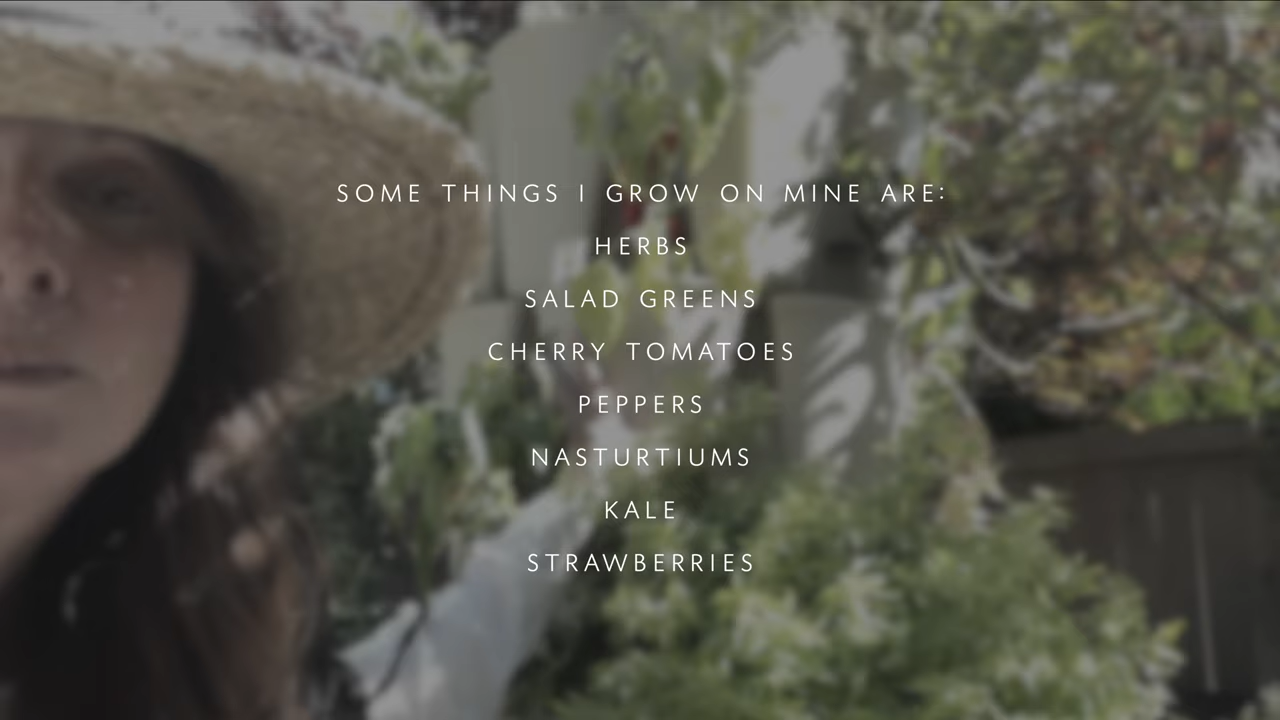 SOME THINGS I GROW ON MINE ARE:
HERBS
SALAD GREENS
CHERRY TOMATOES
PEPPERS
NASTURTIUMS
KALE
STRAWBERRIES